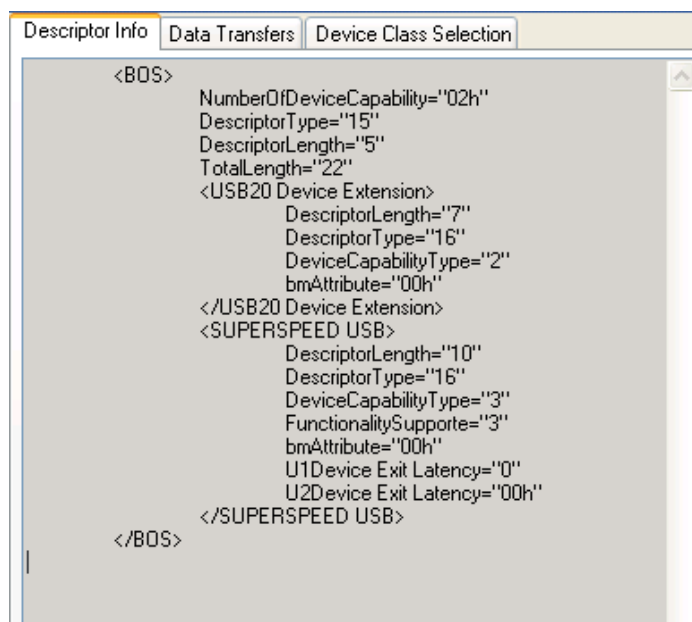 Descriptor Info Data Transfers Device Class Selection
<BOS>
NumberOfDeviceCapability="02h"
DescriptorType="15"
DescriptorLength="5"
TotalLength="22"
<USB20 Device Extension>
DescriptorLength="7"
DescriptorType="16"
DeviceCapabilityType="2"
bmAttribute="00h"
</USB20 Device Extension>
<SUPERSPEED USB>
DescriptorLength="10"
DescriptorType="16"
DeviceCapabilityType="3"
FunctionalitySupporte="3"
bmAttribute="00h"
U1Device Exit Latency="0"
U2Device Exit Latency="00h"
</SUPERSPEED USB>
</BOS>